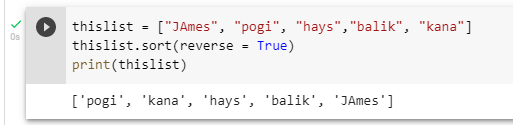 thislist = ["JAmes", "pogi", "hays","balik", "kana"]
0s
thislist.sort(reverse = True)
print(thislist)
['pogi', 'kana', 'hays', 'balik', 'JAmes']